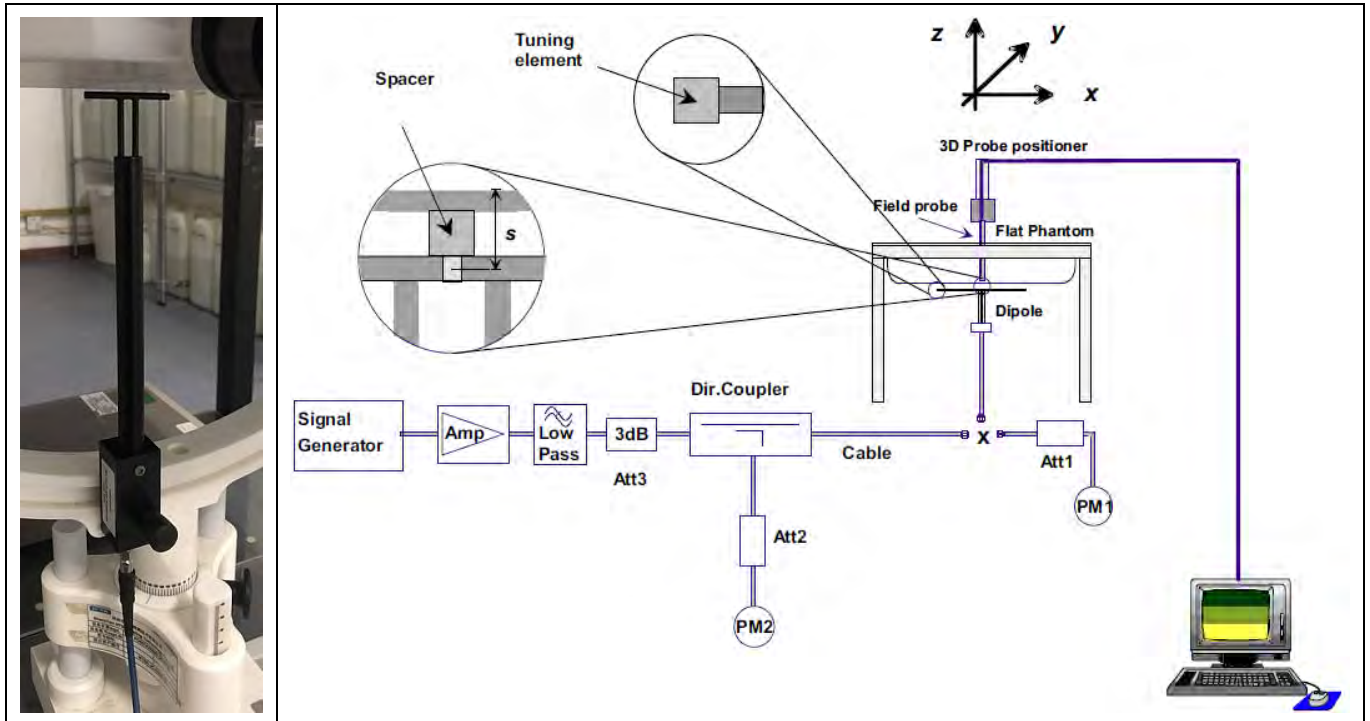 Tuning
element
Spacer
s
z
y
x
3D Probe positioner
Field probe
Flat Phantom
Dipole
Dir.Coupler
Signal
Generator
Amp
Low
Pass
3dB
Att3
Cable
x
Att1
PM1
Att2
PM2